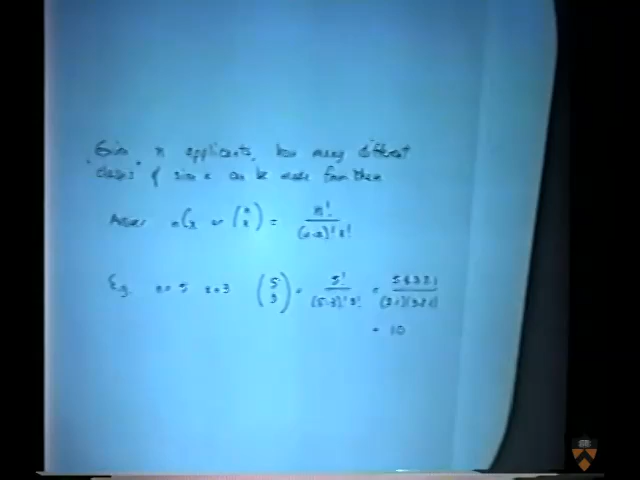 Given n applicants, how many different
"classes" of size x can be made from them
Answer nCx or (n x) = n! / (n-x)! x!
E.g. n = 5 x = 3 (5 3) = 5! / (5-3)! 3! = 5.4.3.2.1 / (2.1)(3.2.1)
= 10